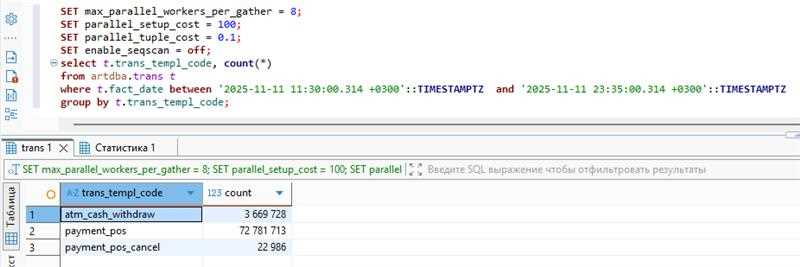 SET max_parallel_workers_per_gather = 8;
SET parallel_setup_cost = 100;
SET parallel_tuple_cost = 0.1;
SET enable_seqscan = off;
select t.trans_templ_code, count(*)
from artdba.trans t
where t.fact_date between '2025-11-11 11:30:00.314 +0300'::TIMESTAMPTZ and '2025-11-11 23:35:00.314 +0300'::TIMESTAMPTZ
group by t.trans_templ_code;
trans 1 Статистика 1
SET max_parallel_workers_per_gather = 8; SET parallel_setup_cost = 100; SET parallel Введите SQL выражение чтобы отфильтровать результаты
Таблица
A-Z trans_templ_code 123 count
1 atm_cash_withdraw 3 669 728
2 payment_pos 72 781 713
3 payment_pos_cancel 22 986